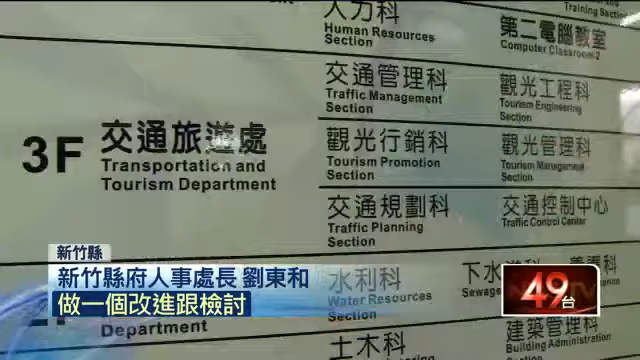 人力科
Human Resources
Section
第二電腦教室
Computer Classroom 2
Training Section
3F
交通旅遊處
Transportation and
Tourism Department
交通管理科
Traffic Management
Section
觀光工程科
Tourism Engineering
Section
觀光行銷科
Tourism Promotion
Section
觀光管理科
Tourism Management
Section
交通規劃科
Traffic Planning
Section
交通控制中心
Traffic Control Center
水利科
Water Resources
Section
下水道科
土木科
建築管理科
Building Administration
Section
新竹縣
新竹縣府人事處長 劉東和
做一個改進跟檢討
49台